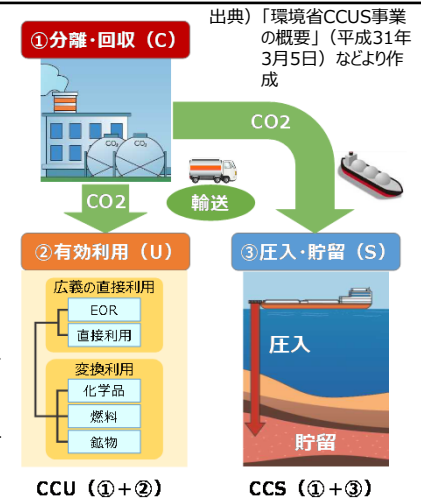 出典）「環境省CCUS事業
の概要」（平成31年
3月5日）などより作
成
①分離・回収（C）
CO2
CO₂
CO₂
CO2
輸送
②有効利用（U）
③圧入・貯留（S）
広義の直接利用
EOR
直接利用
変換利用
化学品
燃料
鉱物
圧入
貯留
CCU（①+②）
CCS（①+③）